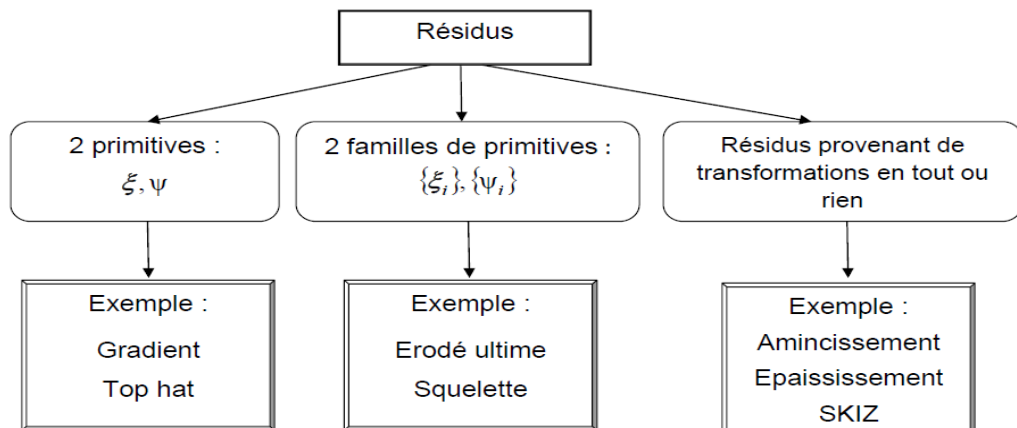 Résidus
2 primitives :
ξ, ψ
2 familles de primitives :
{ξᵢ}, {ψᵢ}
Résidus provenant de
transformations en tout ou
rien
Exemple :
Gradient
Top hat
Exemple :
Erodé ultime
Squelette
Exemple :
Amincissement
Epaississement
SKIZ